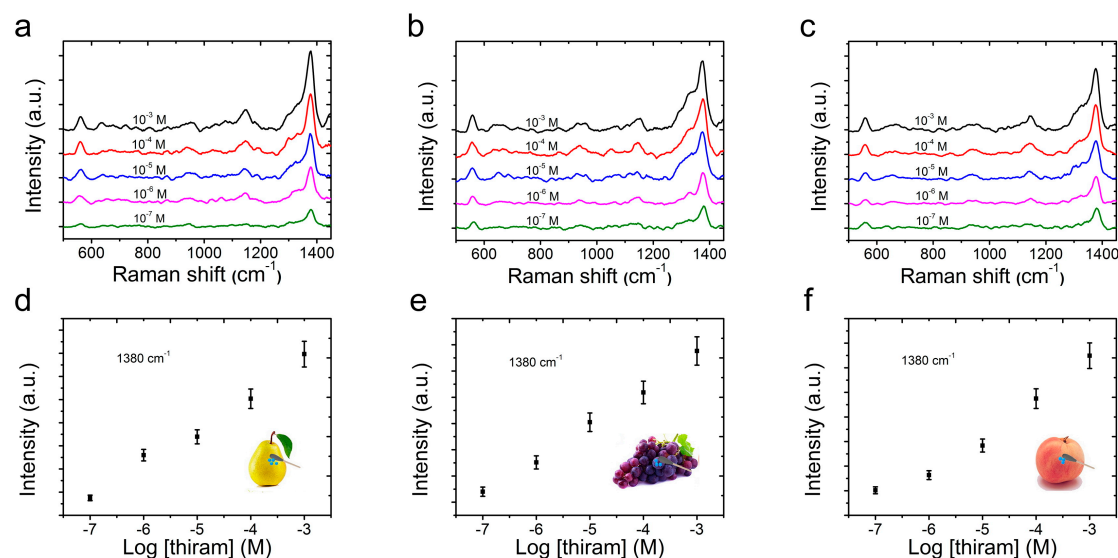 a
Intensity (a.u.)
10⁻³ M
10⁻⁴ M
10⁻⁵ M
10⁻⁶ M
10⁻⁷ M
600 800 1000 1200 1400
Raman shift (cm⁻¹)
b
Intensity (a.u.)
10⁻³ M
10⁻⁴ M
10⁻⁵ M
10⁻⁶ M
10⁻⁷ M
600 800 1000 1200 1400
Raman shift (cm⁻¹)
c
Intensity (a.u.)
10⁻³ M
10⁻⁴ M
10⁻⁵ M
10⁻⁶ M
10⁻⁷ M
600 800 1000 1200 1400
Raman shift (cm⁻¹)
d
Intensity (a.u.)
1380 cm⁻¹
-7 -6 -5 -4 -3
Log [thiram] (M)
e
Intensity (a.u.)
1380 cm⁻¹
-7 -6 -5 -4 -3
Log [thiram] (M)
f
Intensity (a.u.)
1380 cm⁻¹
-7 -6 -5 -4 -3
Log [thiram] (M)